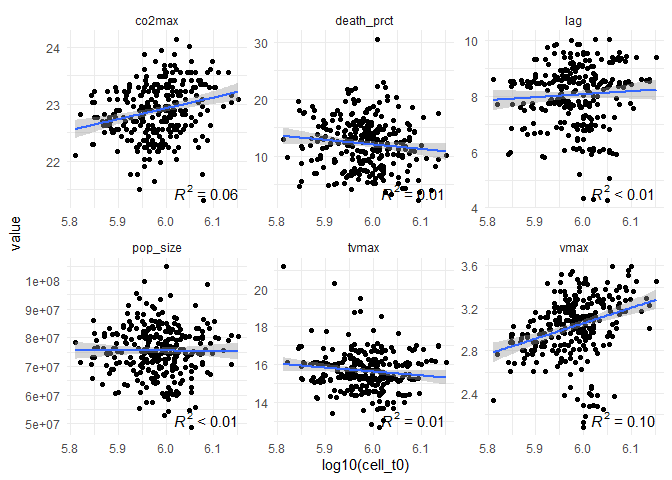 co2max death_prct lag
24
23
22
5.8 5.9 6.0 6.1
R² = 0.06
30
20
10
5.8 5.9 6.0 6.1
R² = 0.01
10
8
6
4
5.8 5.9 6.0 6.1
R² < 0.01
value
pop_size tvmax vmax
1e+08
9e+07
8e+07
7e+07
6e+07
5e+07
5.8 5.9 6.0 6.1
R² < 0.01
20
18
16
14
5.8 5.9 6.0 6.1
R² = 0.01
3.6
3.2
2.8
2.4
5.8 5.9 6.0 6.1
R² = 0.10
log10(cell_t0)